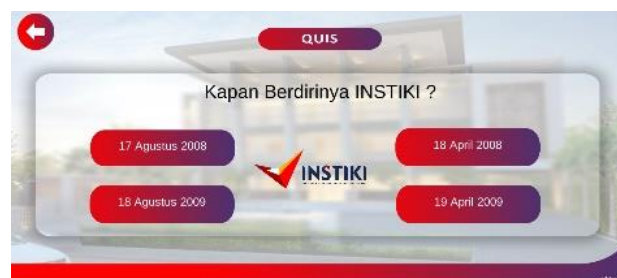 QUIS
Kapan Berdirinya INSTIKI ?
17 Agustus 2008
18 April 2008
INSTIKI
18 Agustus 2009
19 April 2009